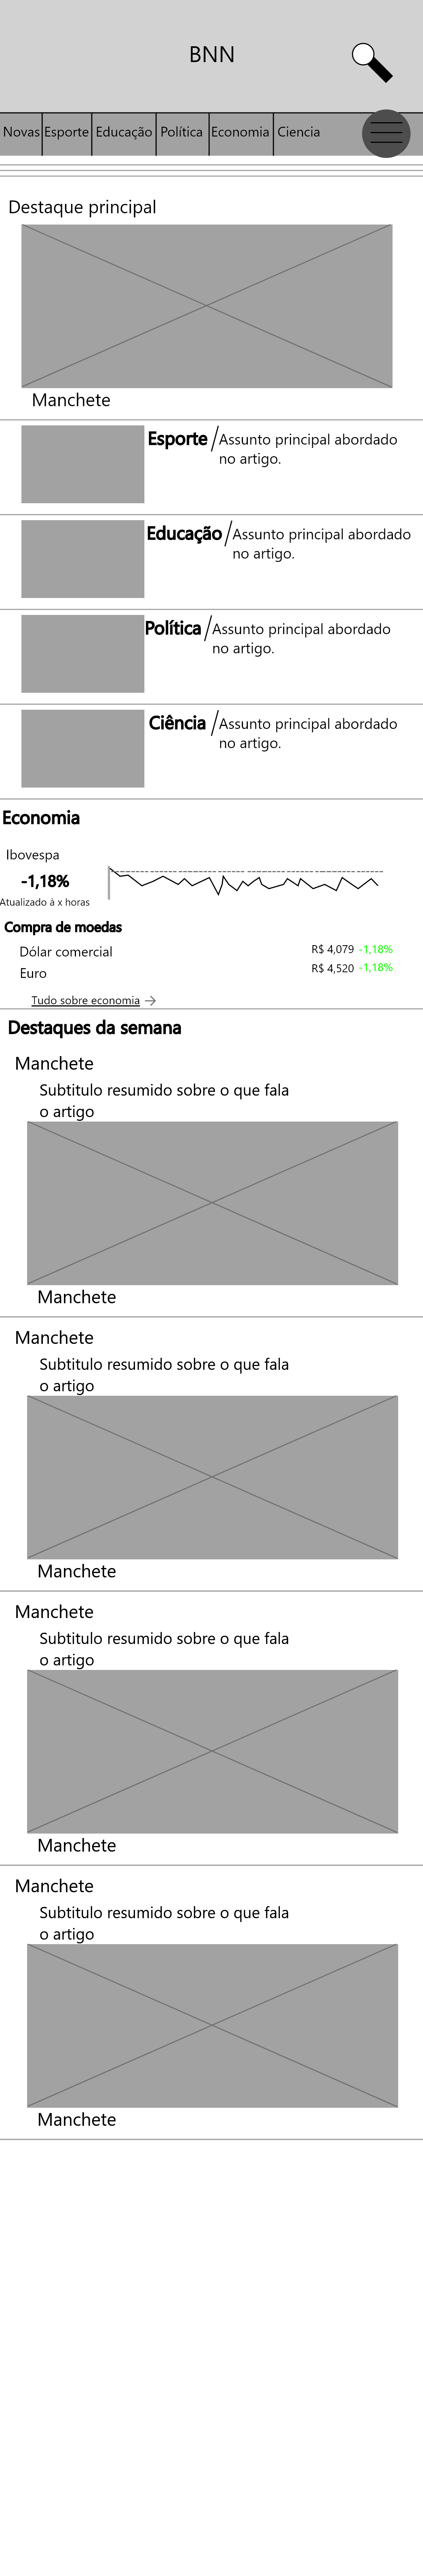 BNN
Novas Esporte Educação Política Economia Ciencia
Destaque principal
Manchete
Esporte / Assunto principal abordado
no artigo.
Educação / Assunto principal abordado
no artigo.
Política / Assunto principal abordado
no artigo.
Ciência / Assunto principal abordado
no artigo.
Economia
Ibovespa
-1,18%
Atualizado à x horas
Compra de moedas
Dólar comercial R$ 4,079 -1,18%
Euro R$ 4,520 -1,18%
Tudo sobre economia →
Destaques da semana
Manchete
Subtitulo resumido sobre o que fala
o artigo
Manchete
Manchete
Subtitulo resumido sobre o que fala
o artigo
Manchete
Manchete
Subtitulo resumido sobre o que fala
o artigo
Manchete
Manchete
Subtitulo resumido sobre o que fala
o artigo
Manchete